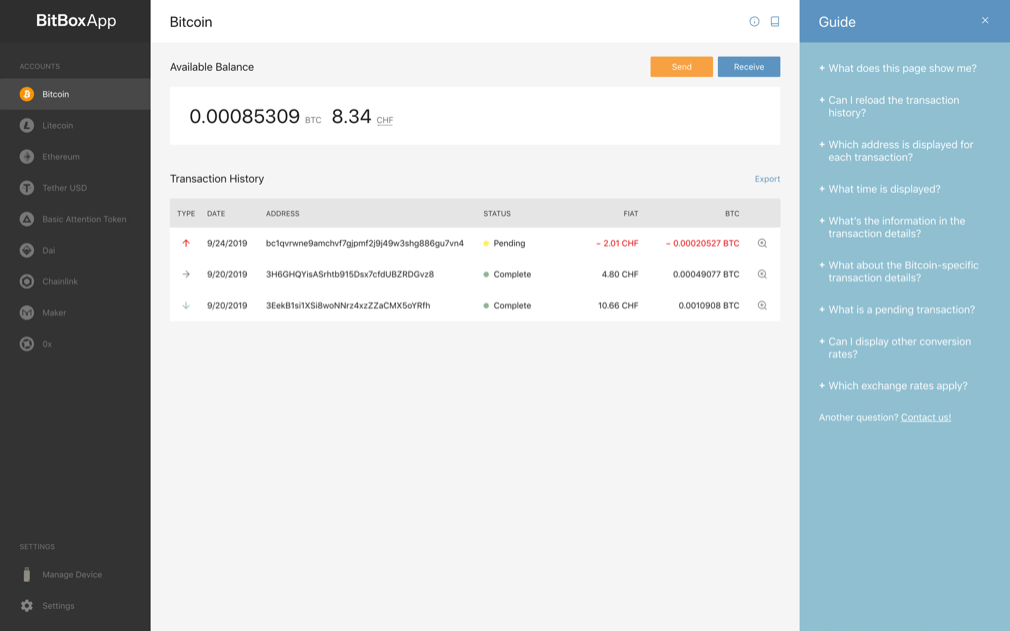 BitBoxApp
ACCOUNTS
Bitcoin
Litecoin
Ethereum
Tether USD
Basic Attention Token
Dai
Chainlink
Maker
0x
SETTINGS
Manage Device
Settings
Bitcoin
Available Balance
Send
Receive
0.00085309 BTC 8.34 CHF
Transaction History
Export
TYPE DATE ADDRESS STATUS FIAT BTC
9/24/2019 bc1qvrwne9amchvf7gjpmf2j9j49w3shg886gu7vn4 Pending − 2.01 CHF − 0.00020527 BTC
9/20/2019 3H6GHQYisASrhtb915Dsx7cfdUBZRDGvz8 Complete 4.80 CHF 0.00049077 BTC
9/20/2019 3EekB1si1XSi8woNNrz4xzZZaCMX5oYRfh Complete 10.66 CHF 0.0010908 BTC
Guide
+ What does this page show me?
+ Can I reload the transaction
history?
+ Which address is displayed for
each transaction?
+ What time is displayed?
+ What's the information in the
transaction details?
+ What about the Bitcoin-specific
transaction details?
+ What is a pending transaction?
+ Can I display other conversion
rates?
+ Which exchange rates apply?
Another question? Contact us!